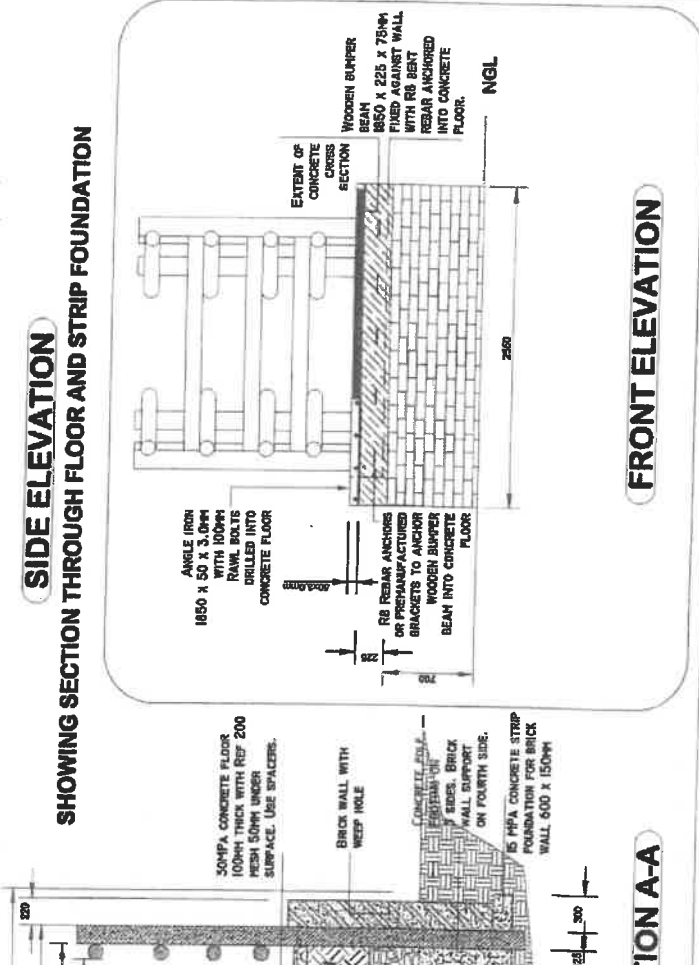 SIDE ELEVATION
SHOWING SECTION THROUGH FLOOR AND STRIP FOUNDATION
EXTENT OF
CONCRETE
CROSS
SECTION
WOODEN BUMPER
BEAM
1850 X 225 X 75MM
FIXED AGAINST WALL
WITH R8 BENT
REBAR ANCHORED
INTO CONCRETE
FLOOR.
NGL
ANGLE IRON
1850 X 50 X 3.0MM
WITH 100MM
RAWL BOLTS
DRILLED INTO
CONCRETE FLOOR
R8 REBAR ANCHORS
OR PREMANUFACTURED
BRACKETS TO ANCHOR
WOODEN BUMPER
BEAM INTO CONCRETE
FLOOR
225
700
2560
FRONT ELEVATION
220
30MPA CONCRETE FLOOR
100MM THICK WITH REF 200
MESH 50MM UNDER
SURFACE. USE SPACERS.
BRICK WALL WITH
WEEP HOLE
CONCRETE POLE
SIDES. BRICK
WALL SUPPORT
ON FOURTH SIDE.
15 MPA CONCRETE STRIP
FOUNDATION FOR BRICK
WALL 600 X 150MM
300
TION A-A